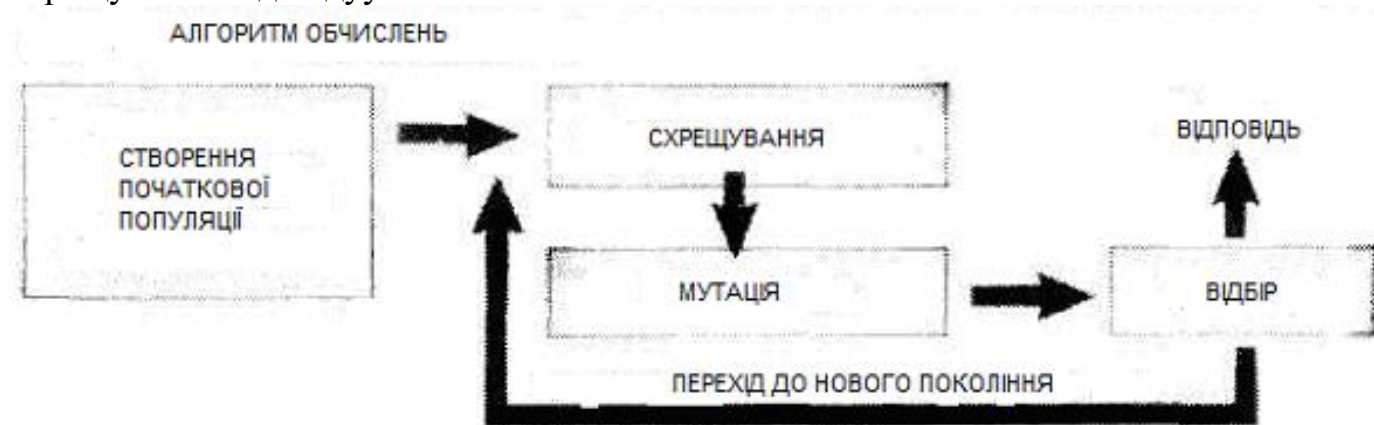 АЛГОРИТМ ОБЧИСЛЕНЬ
СТВОРЕННЯ
ПОЧАТКОВОЇ
ПОПУЛЯЦІЇ
СХРЕЩУВАННЯ
МУТАЦІЯ
ВІДПОВІДЬ
ВІДБІР
ПЕРЕХІД ДО НОВОГО ПОКОЛІННЯ